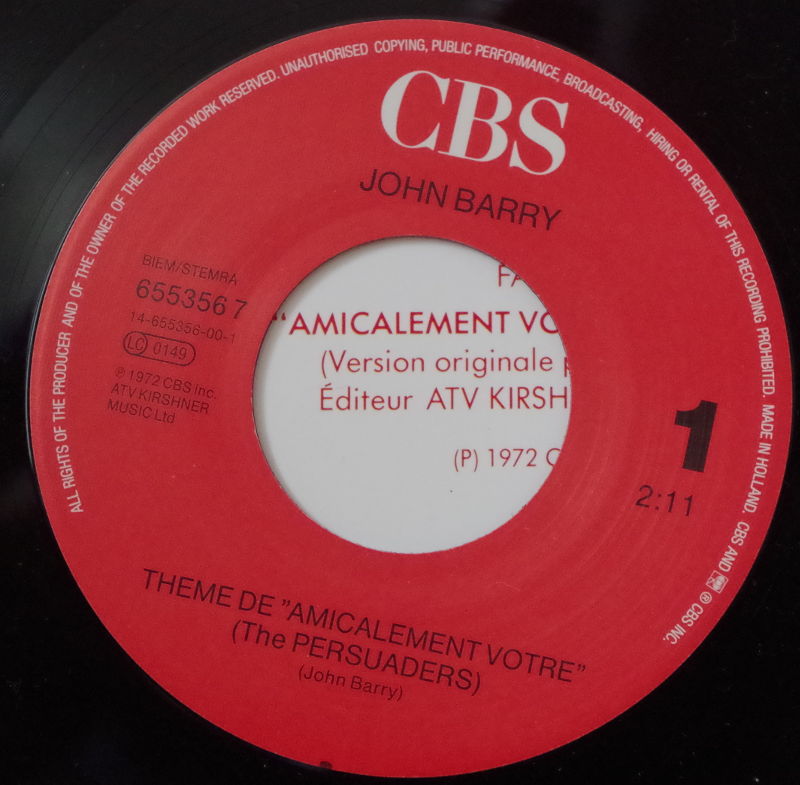 ALL RIGHTS OF THE PRODUCER AND OF THE OWNER OF THE RECORDED WORK RESERVED. UNAUTHORISED COPYING, PUBLIC PERFORMANCE, BROADCASTING, HIRING OR RENTAL OF THIS RECORDING PROHIBITED. MADE IN HOLLAND. CBS AND ® CBS INC.
CBS
JOHN BARRY
BIEM/STEMRA
655356 7
14-655356-00-1
LC 0149
℗ 1972 CBS Inc.
ATV KIRSHNER
MUSIC Ltd
FA
“AMICALEMENT VO
(Version originale p
Éditeur ATV KIRSH
(P) 1972 C
1
2:11
THEME DE ”AMICALEMENT VOTRE”
(The PERSUADERS)
(John Barry)